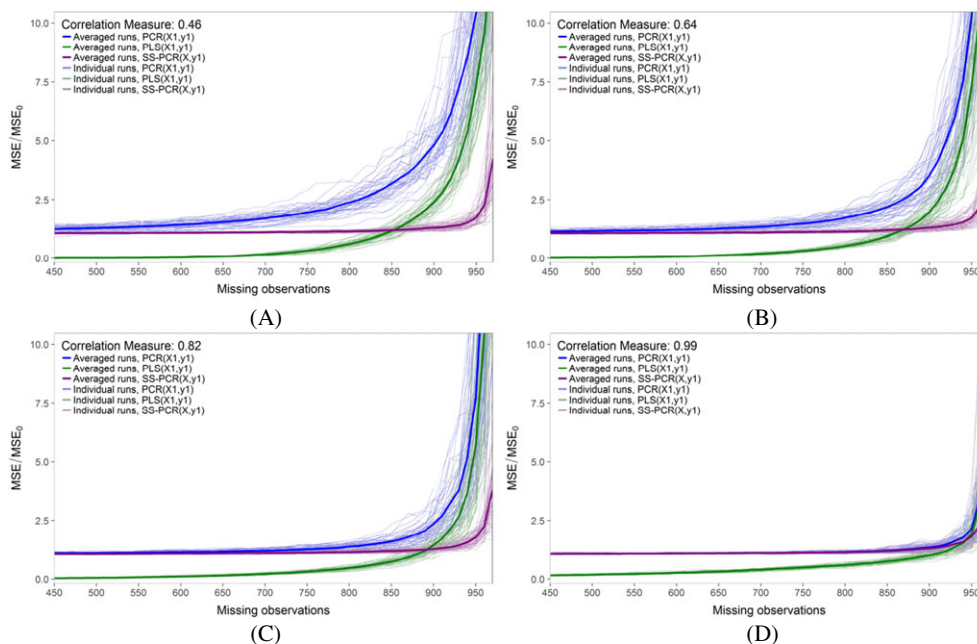 Correlation Measure: 0.46
Averaged runs, PCR(X1,y1)
Averaged runs, PLS(X1,y1)
Averaged runs, SS-PCR(X,y1)
Individual runs, PCR(X1,y1)
Individual runs, PLS(X1,y1)
Individual runs, SS-PCR(X,y1)
10.0
7.5
5.0
2.5
0.0
MSE/MSE₀
450 500 550 600 650 700 750 800 850 900 950
Missing observations
(A)
Correlation Measure: 0.64
Averaged runs, PCR(X1,y1)
Averaged runs, PLS(X1,y1)
Averaged runs, SS-PCR(X,y1)
Individual runs, PCR(X1,y1)
Individual runs, PLS(X1,y1)
Individual runs, SS-PCR(X,y1)
10.0
7.5
5.0
2.5
0.0
MSE/MSE₀
450 500 550 600 650 700 750 800 850 900 950
Missing observations
(B)
Correlation Measure: 0.82
Averaged runs, PCR(X1,y1)
Averaged runs, PLS(X1,y1)
Averaged runs, SS-PCR(X,y1)
Individual runs, PCR(X1,y1)
Individual runs, PLS(X1,y1)
Individual runs, SS-PCR(X,y1)
10.0
7.5
5.0
2.5
0.0
MSE/MSE₀
450 500 550 600 650 700 750 800 850 900 950
Missing observations
(C)
Correlation Measure: 0.99
Averaged runs, PCR(X1,y1)
Averaged runs, PLS(X1,y1)
Averaged runs, SS-PCR(X,y1)
Individual runs, PCR(X1,y1)
Individual runs, PLS(X1,y1)
Individual runs, SS-PCR(X,y1)
10.0
7.5
5.0
2.5
0.0
MSE/MSE₀
450 500 550 600 650 700 750 800 850 900 950
Missing observations
(D)